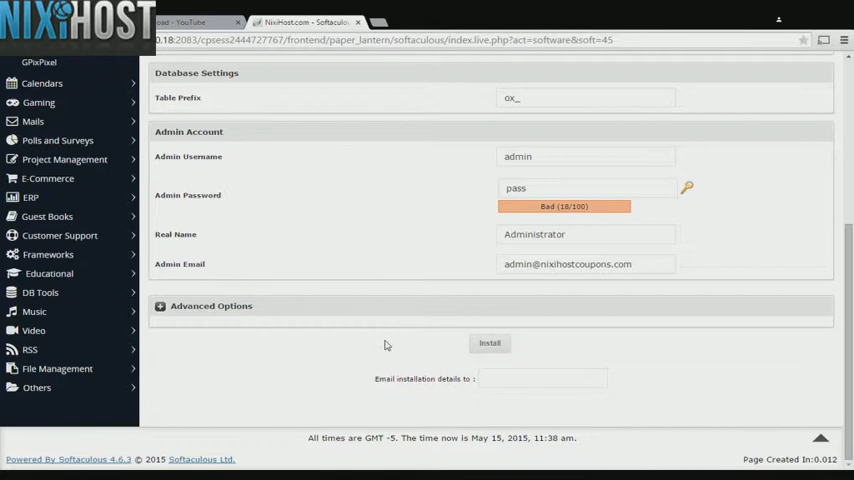 NIXIHOST
oad - YouTube
NixiHost.com - Softaculous
0.18:2083/cpsess2444727767/frontend/paper_lantern/softaculous/index.live.php?act=software&soft=45
GPixPixel
Calendars
Gaming
Mails
Polls and Surveys
Project Management
E-Commerce
ERP
Guest Books
Customer Support
Frameworks
Educational
DB Tools
Music
Video
RSS
File Management
Others
Database Settings
Table Prefix
ox_
Admin Account
Admin Username
admin
Admin Password
pass
Bad (18/100)
Real Name
Administrator
Admin Email
admin@nixihostcoupons.com
Advanced Options
Install
Email installation details to :
All times are GMT -5. The time now is May 15, 2015, 11:38 am.
Powered By Softaculous 4.6.3 © 2015 Softaculous Ltd.
Page Created In:0.012